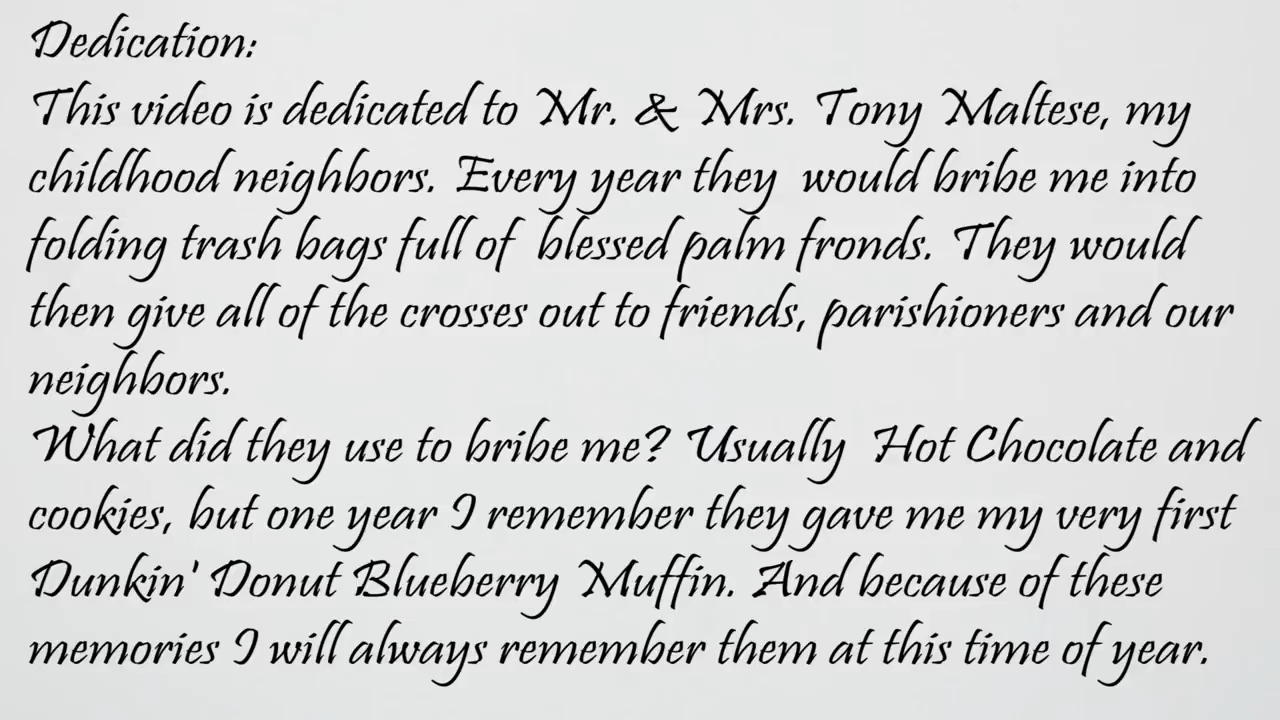 Dedication:
This video is dedicated to Mr. & Mrs. Tony Maltese, my
childhood neighbors. Every year they would bribe me into
folding trash bags full of blessed palm fronds. They would
then give all of the crosses out to friends, parishioners and our
neighbors.
What did they use to bribe me? Usually Hot Chocolate and
cookies, but one year I remember they gave me my very first
Dunkin' Donut Blueberry Muffin. And because of these
memories I will always remember them at this time of year.